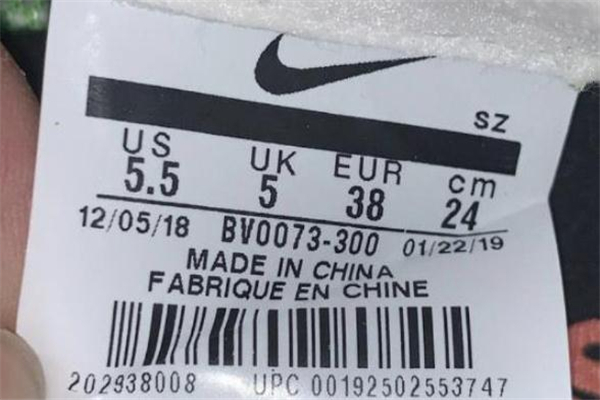 SZ
US UK EUR cm
5.5 5 38 24
12/05/18 BV0073-300 01/22/19
MADE IN CHINA
FABRIQUE EN CHINE
202938008 UPC 00192502553747